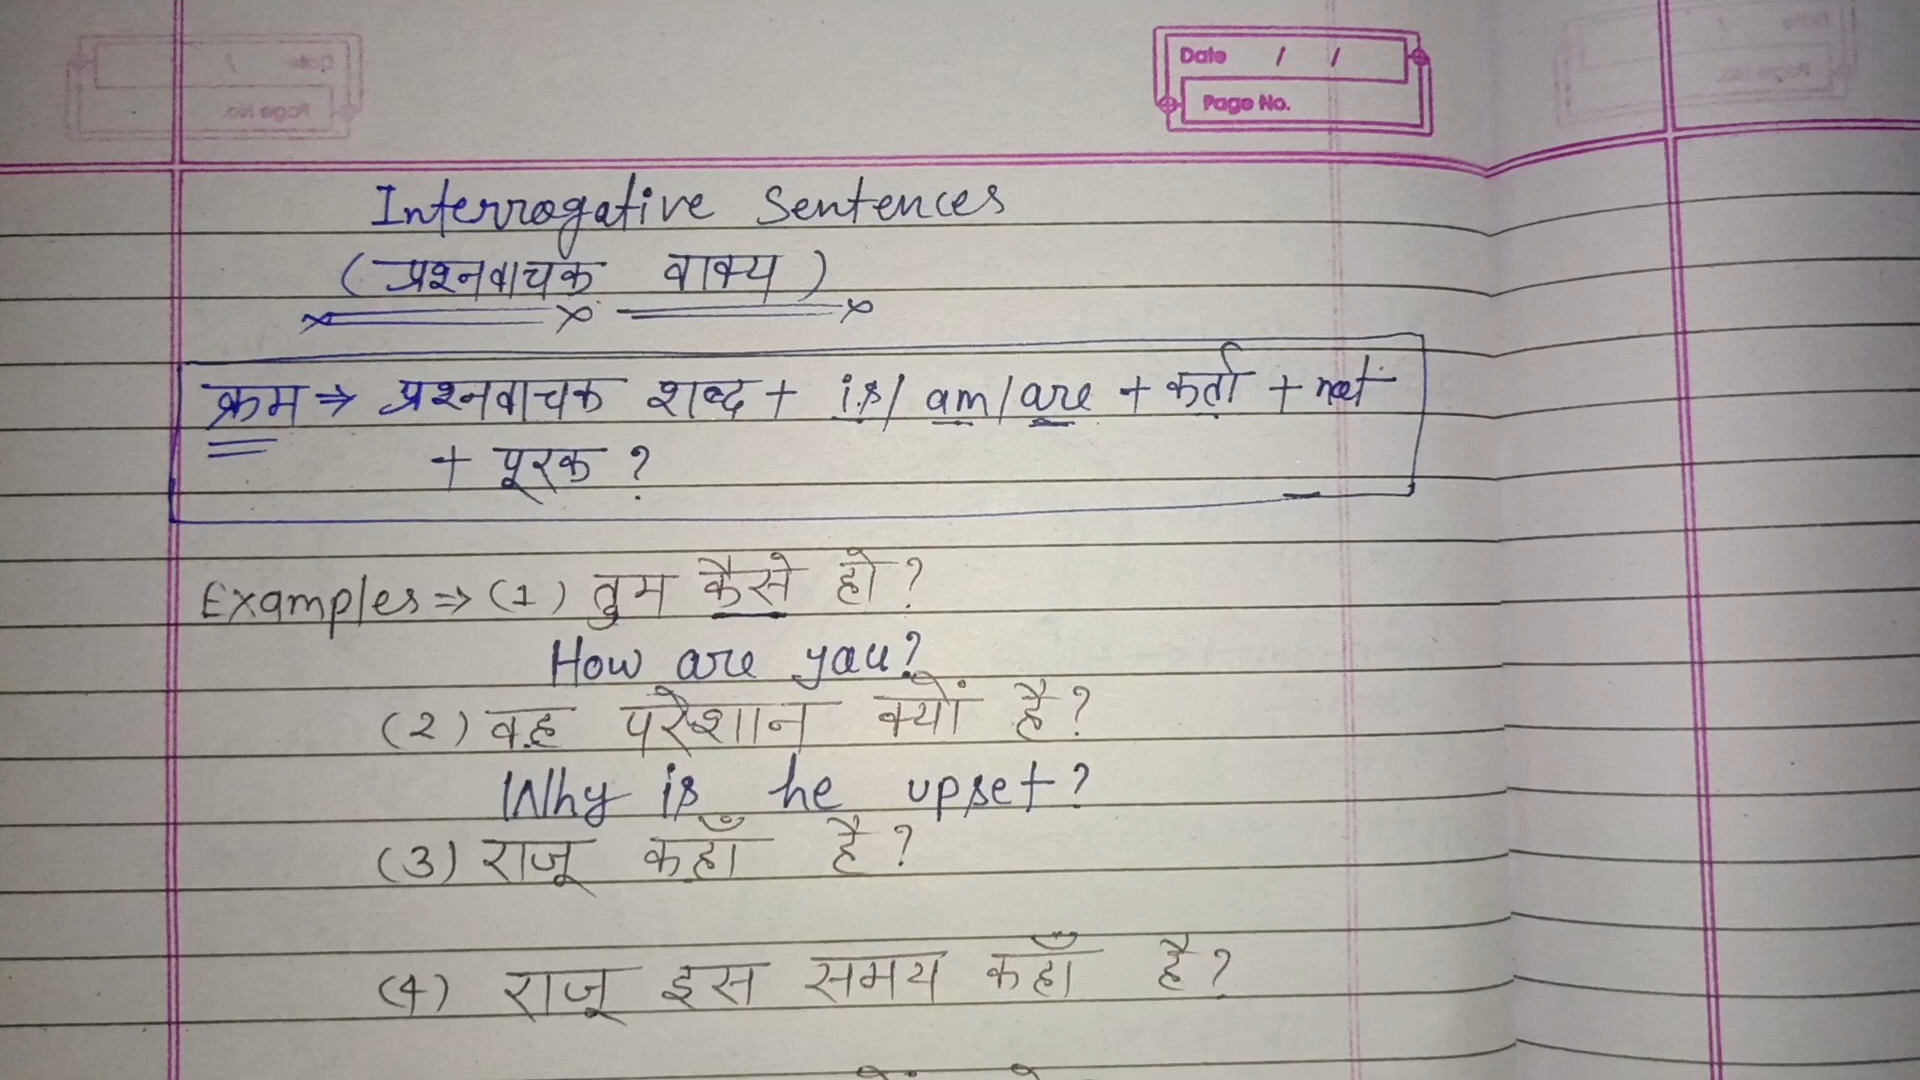 Date / /
Page No.
Interrogative Sentences
(प्रश्नवाचक वाक्य)
क्रम ⇒ प्रश्नवाचक शब्द + is/ am/are + कर्ता + not
+ पूरक ?
Examples ⇒ (1) तुम कैसे हो?
How are you?
(2) वह परेशान क्यों है?
Why is he upset?
(3) राजू कहाँ है?
(4) राजू इस समय कहाँ है?